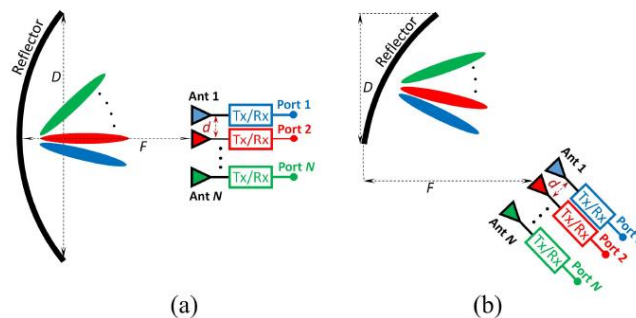 Reflector
D
F
Ant 1
d
Ant N
Tx/Rx
Port 1
Tx/Rx
Port 2
Tx/Rx
Port N
(a)
Reflector
D
F
Ant 1
d
Ant N
Tx/Rx
Port
Tx/Rx
Port 2
Tx/Rx
Port N
(b)